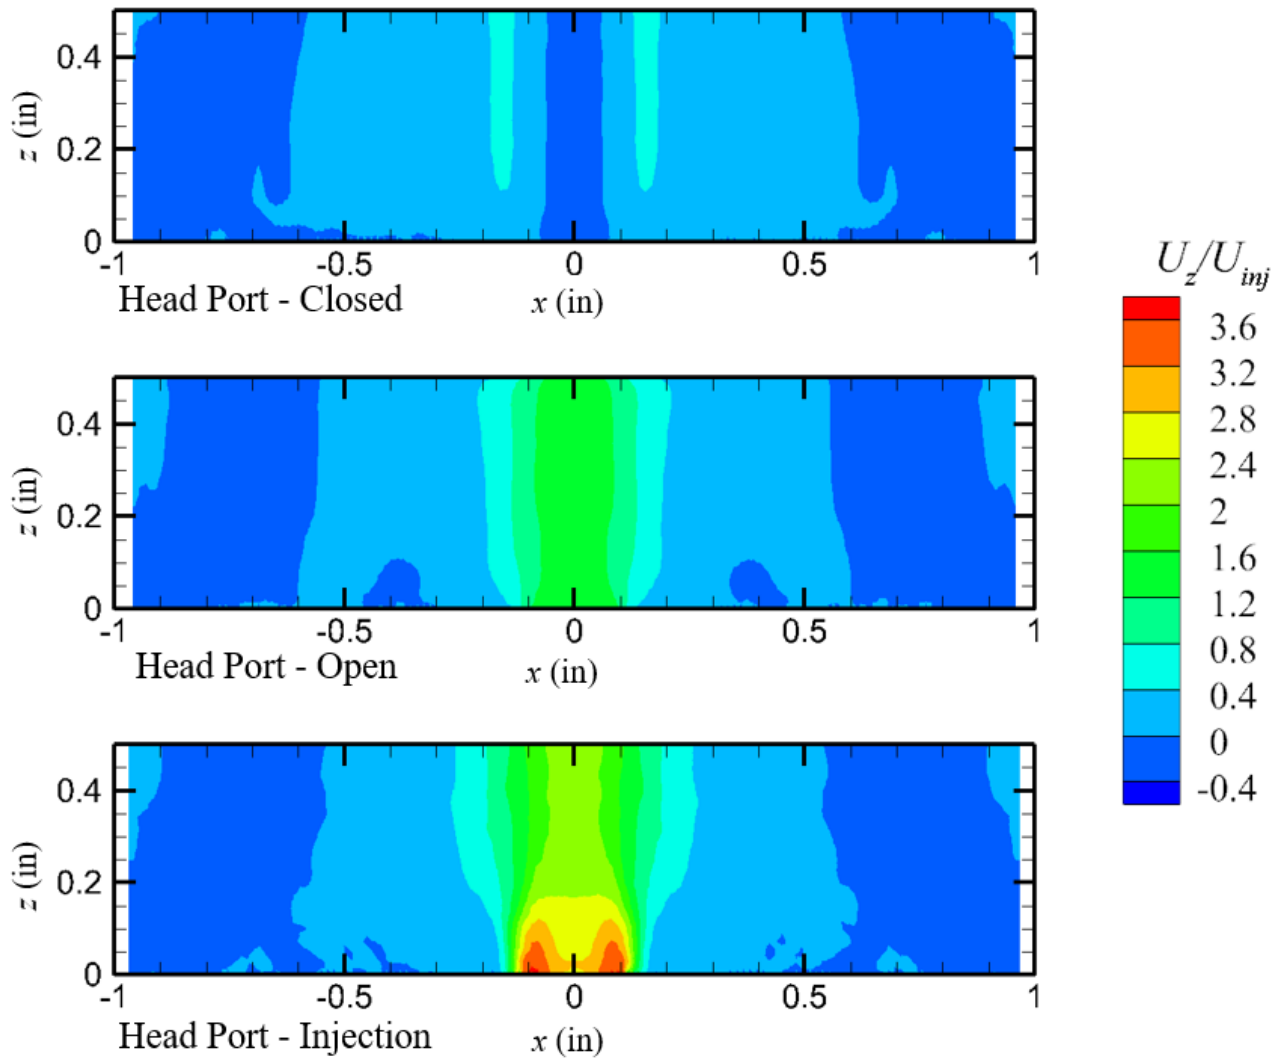 0.4
0.2
0
z (in)
-1 -0.5 0 0.5 1
Head Port - Closed x (in)
0.4
0.2
0
z (in)
-1 -0.5 0 0.5 1
Head Port - Open x (in)
0.4
0.2
0
z (in)
-1 -0.5 0 0.5 1
Head Port - Injection x (in)
U_z/U_inj
3.6
3.2
2.8
2.4
2
1.6
1.2
0.8
0.4
0
-0.4